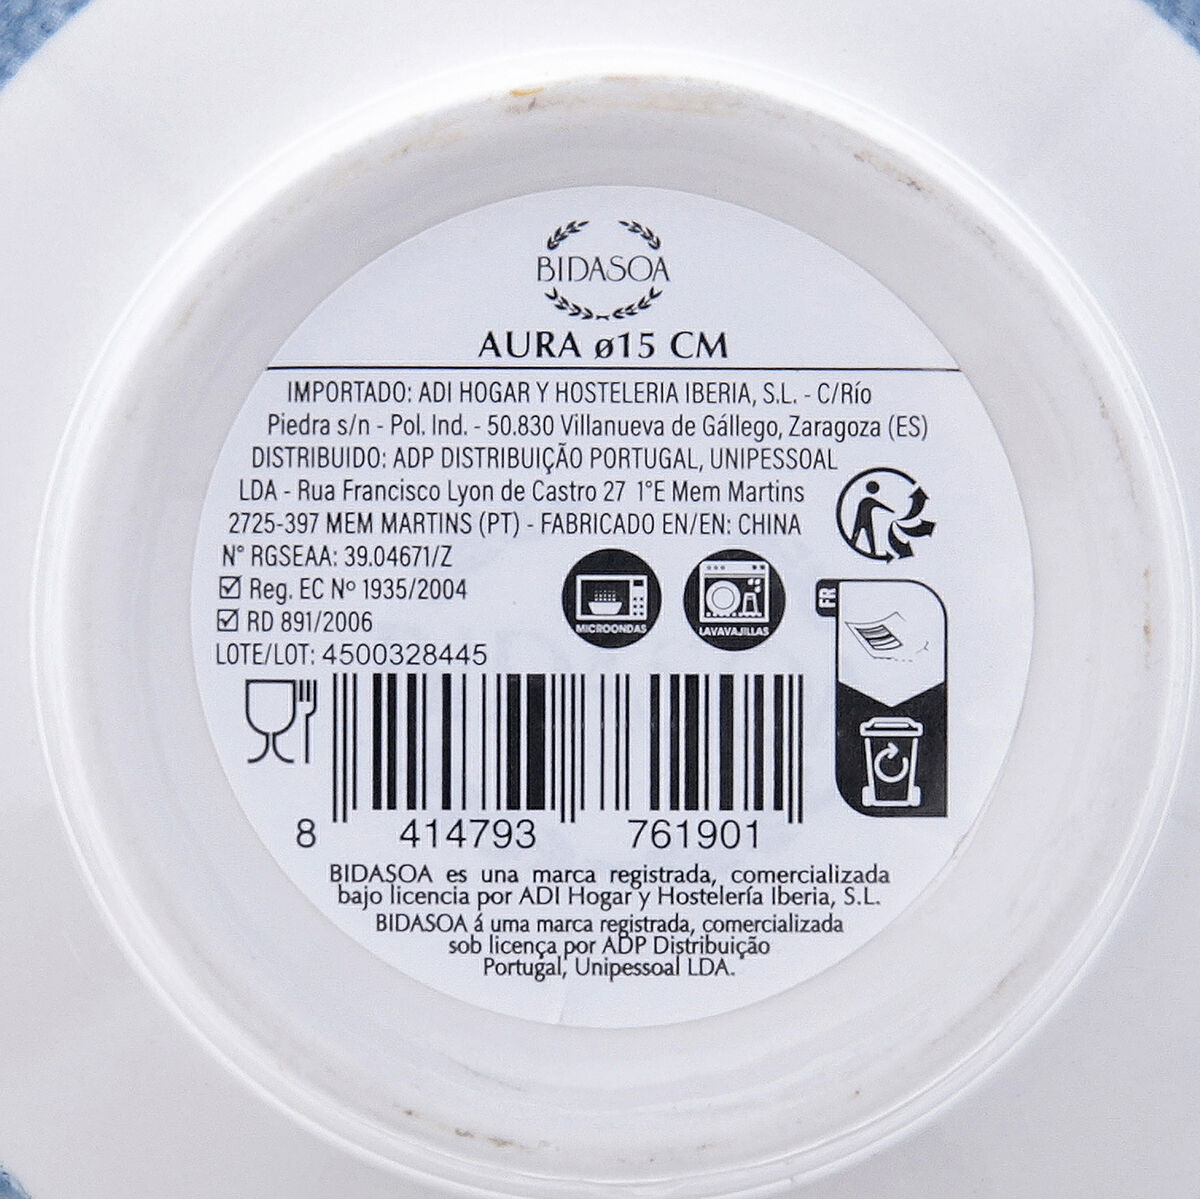 BIDASOA
AURA ø15 CM
IMPORTADO: ADI HOGAR Y HOSTELERIA IBERIA, S.L. - C/Río
Piedra s/n - Pol. Ind. - 50.830 Villanueva de Gállego, Zaragoza (ES)
DISTRIBUIDO: ADP DISTRIBUIÇÃO PORTUGAL, UNIPESSOAL
LDA - Rua Francisco Lyon de Castro 27 1°E Mem Martins
2725-397 MEM MARTINS (PT) - FABRICADO EN/EN: CHINA
N° RGSEAA: 39.04671/Z
Reg. EC Nº 1935/2004
RD 891/2006
LOTE/LOT: 4500328445
MICROONDAS
LAVAVAJILLAS
FR
8 414793 761901
BIDASOA es una marca registrada, comercializada
bajo licencia por ADI Hogar y Hostelería Iberia, S.L.
BIDASOA á uma marca registrada, comercializada
sob licença por ADP Distribuição
Portugal, Unipessoal LDA.